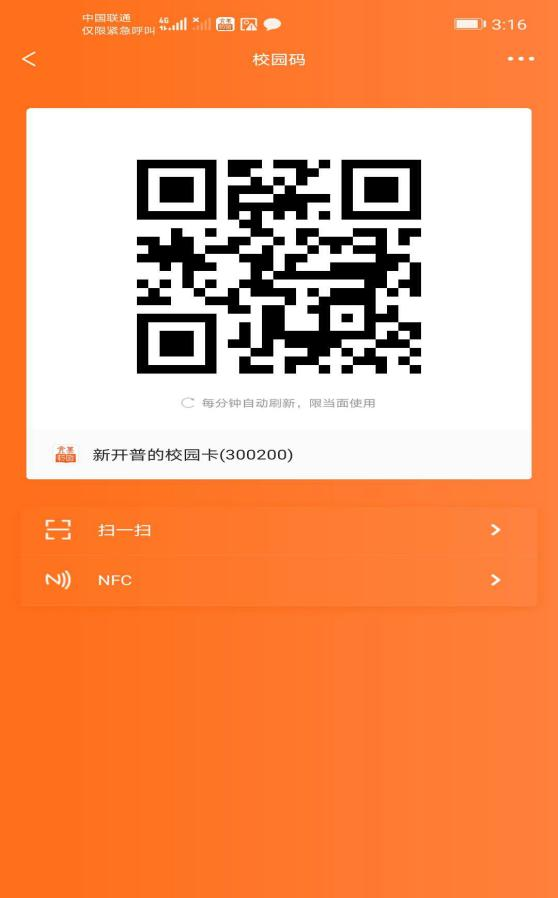 中国联通
仅限紧急呼叫
4G
3:16
校园码
每分钟自动刷新，限当面使用
新开普的校园卡(300200)
扫一扫
NFC